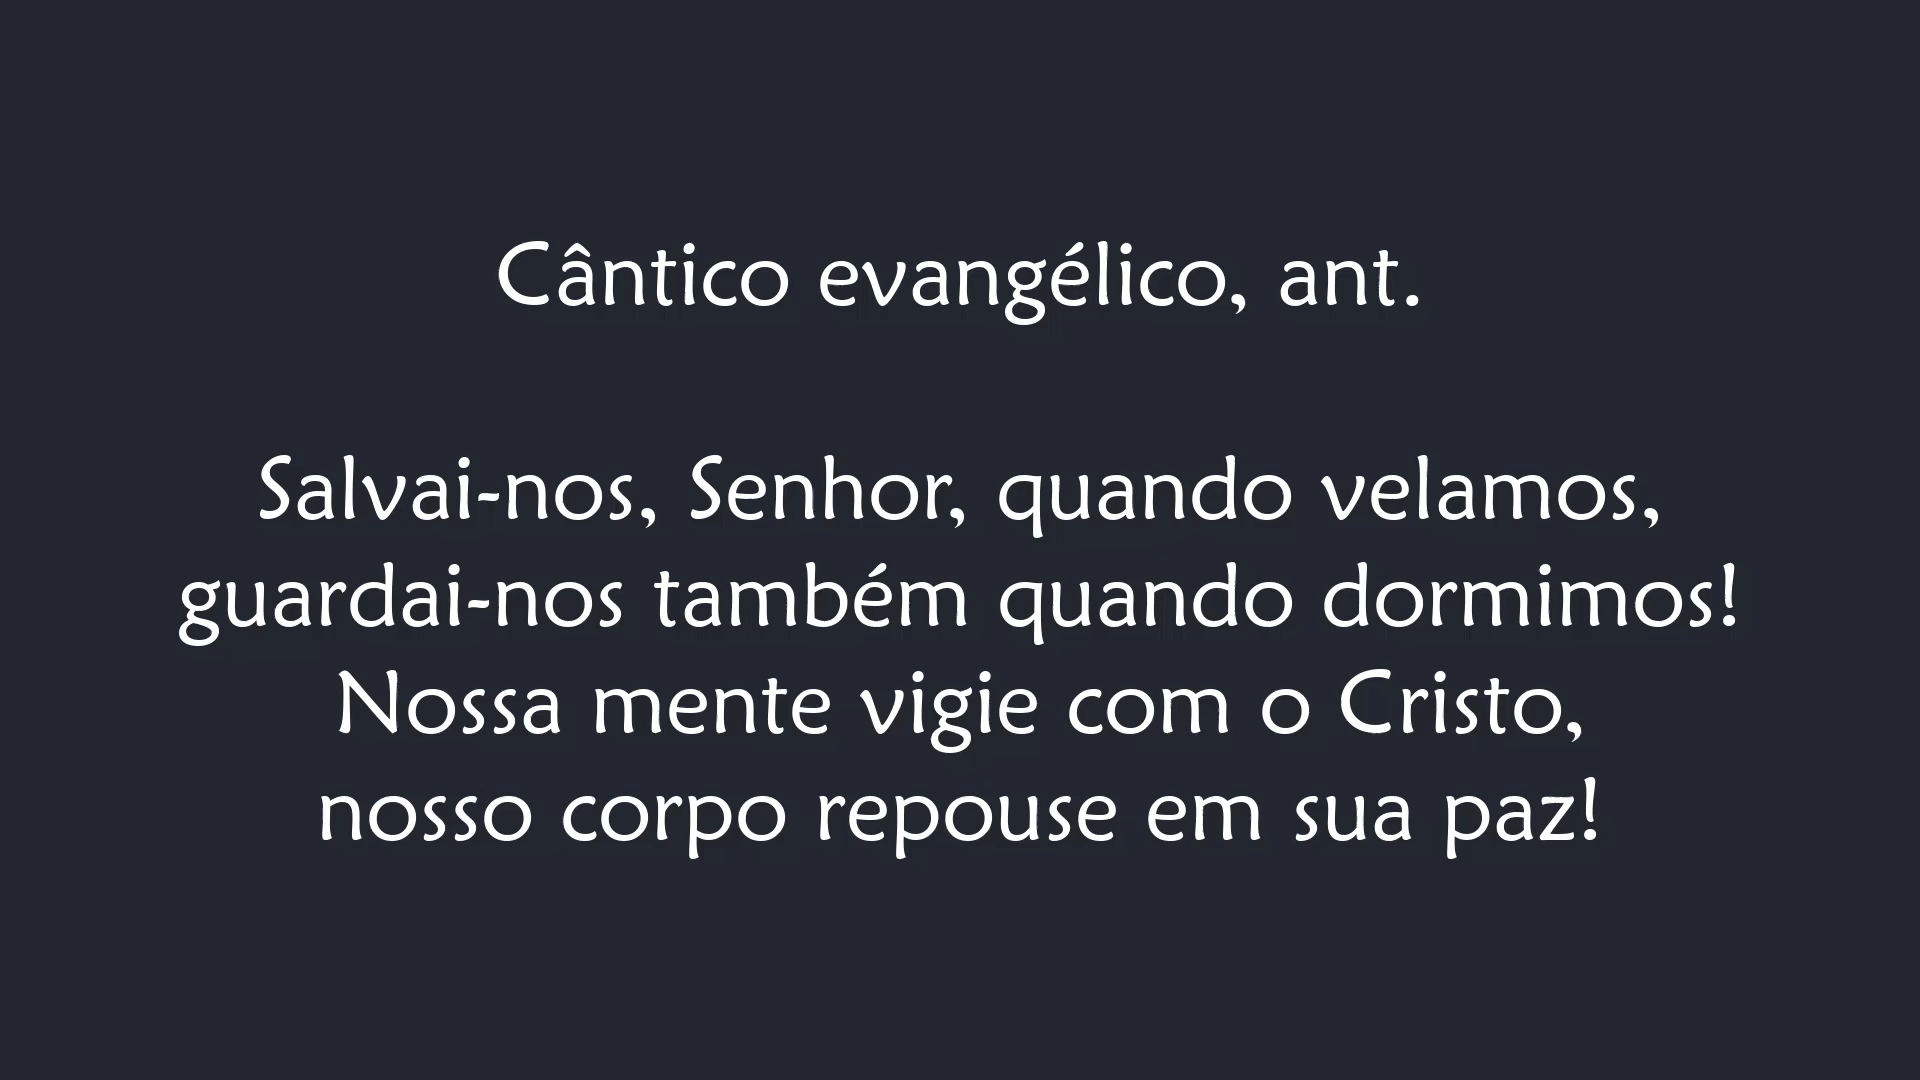 Cântico evangélico, ant.
Salvai-nos, Senhor, quando velamos,
guardai-nos também quando dormimos!
Nossa mente vigie com o Cristo,
nosso corpo repouse em sua paz!